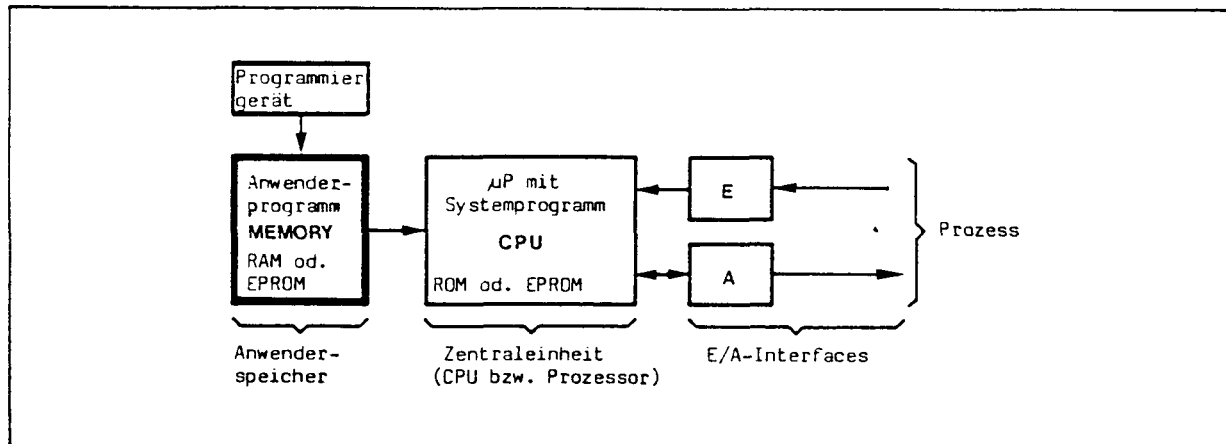 Programmier
gerät
Anwender-
programm
MEMORY
RAM od.
EPROM
µP mit
Systemprogramm
CPU
ROM od. EPROM
E
A
Prozess
Anwender-
speicher
Zentraleinheit
(CPU bzw. Prozessor)
E/A-Interfaces